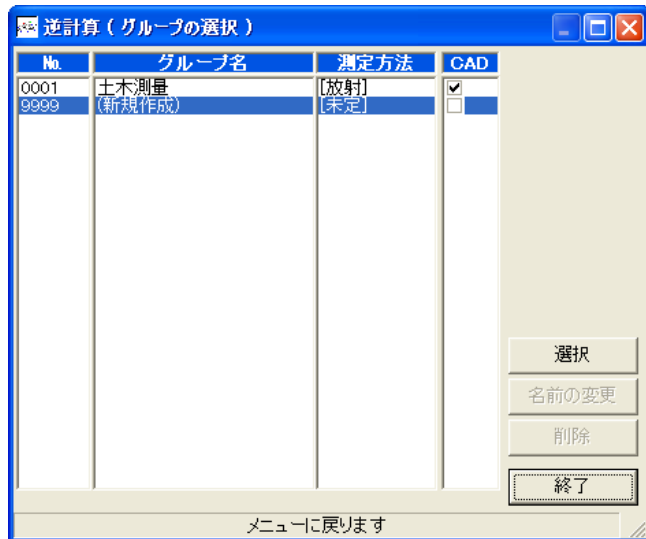 逆計算 ( グループの選択 )
No. グループ名 測定方法 CAD
0001 土木測量 [放射]
9999 (新規作成) [未定]
選択
名前の変更
削除
終了
メニューに戻ります